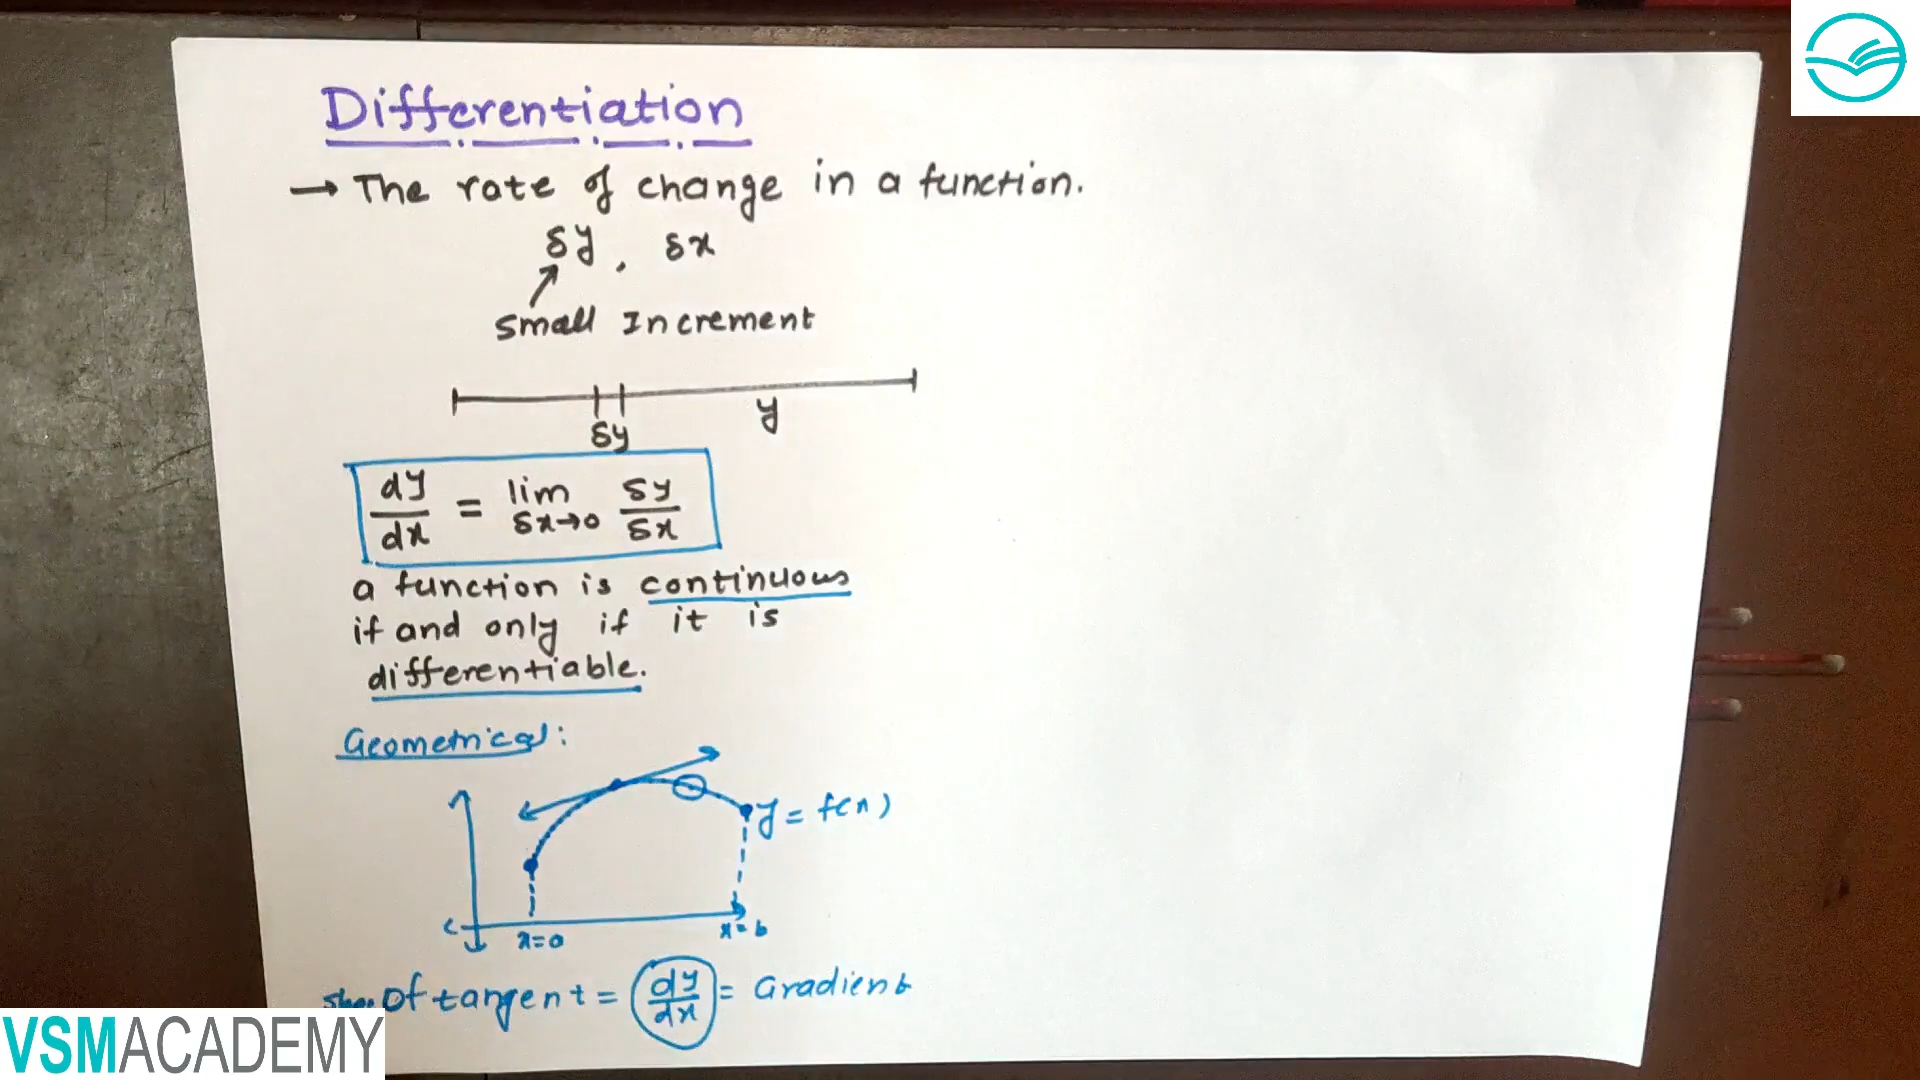 Differentiation
→ The rate of change in a function.
δy, δx
small Increment
δy
y
dy/dx = lim δx→0 δy/δx
a function is continuous
if and only if it is
differentiable.
Geometrical:
y = f(x)
x=0
x=b
of tangent = dy/dx = Gradient
VSMACADEMY